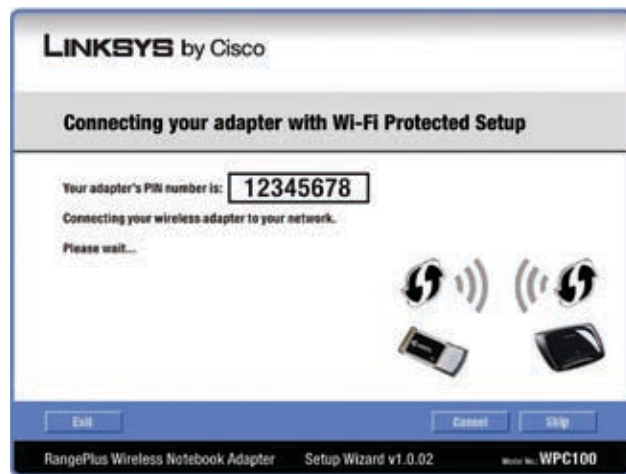 LINKSYS by Cisco
Connecting your adapter with Wi-Fi Protected Setup
Your adapter's PIN number is: 12345678
Connecting your wireless adapter to your network.
Please wait...
Exit Cancel Skip
RangePlus Wireless Notebook Adapter Setup Wizard v1.0.02 Model No. WPC100